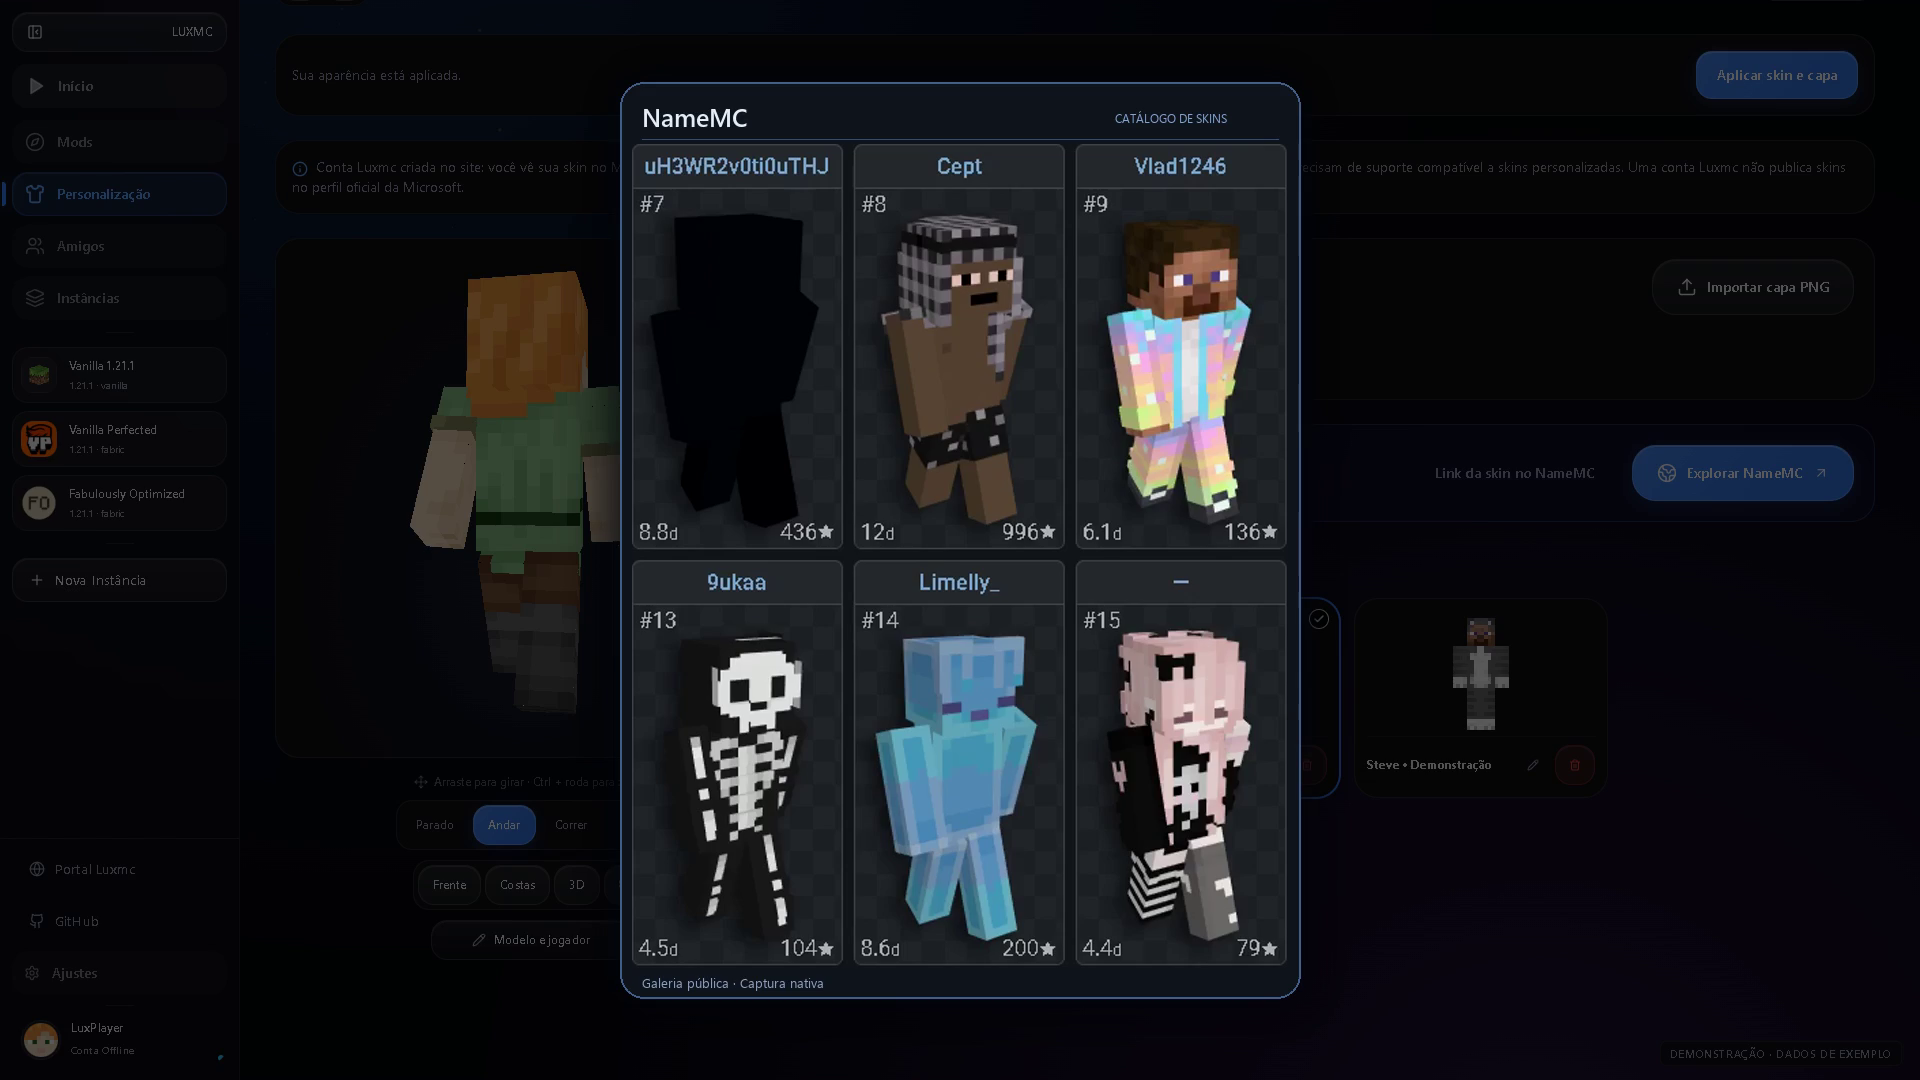 LUXMC
Início
Mods
Personalização
Amigos
Instâncias
Vanilla 1.21.1
1.21.1 · vanilla
Vanilla Perfected
1.21.1 · fabric
Fabulously Optimized
1.21.1 · fabric
Nova Instância
Portal Luxmc
GitHub
Ajustes
LuxPlayer
Conta Offline
Sua aparência está aplicada.
Aplicar skin e capa
Conta Luxmc criada no site: você vê sua skin no M
ecisam de suporte compatível a skins personalizadas. Uma conta Luxmc não publica skins
no perfil oficial da Microsoft.
Importar capa PNG
Link da skin no NameMC
Explorar NameMC
Arraste para girar · Ctrl + roda para
Parado
Andar
Correr
Frente
Costas
3D
Modelo e jogador
Steve • Demonstração
NameMC
CATÁLOGO DE SKINS
uH3WR2v0ti0uTHJ
#7
8.8d
436★
Cept
#8
12d
996★
Vlad1246
#9
6.1d
136★
9ukaa
#13
4.5d
104★
Limelly_
#14
8.6d
200★
—
#15
4.4d
79★
Galeria pública · Captura nativa
DEMONSTRAÇÃO · DADOS DE EXEMPLO